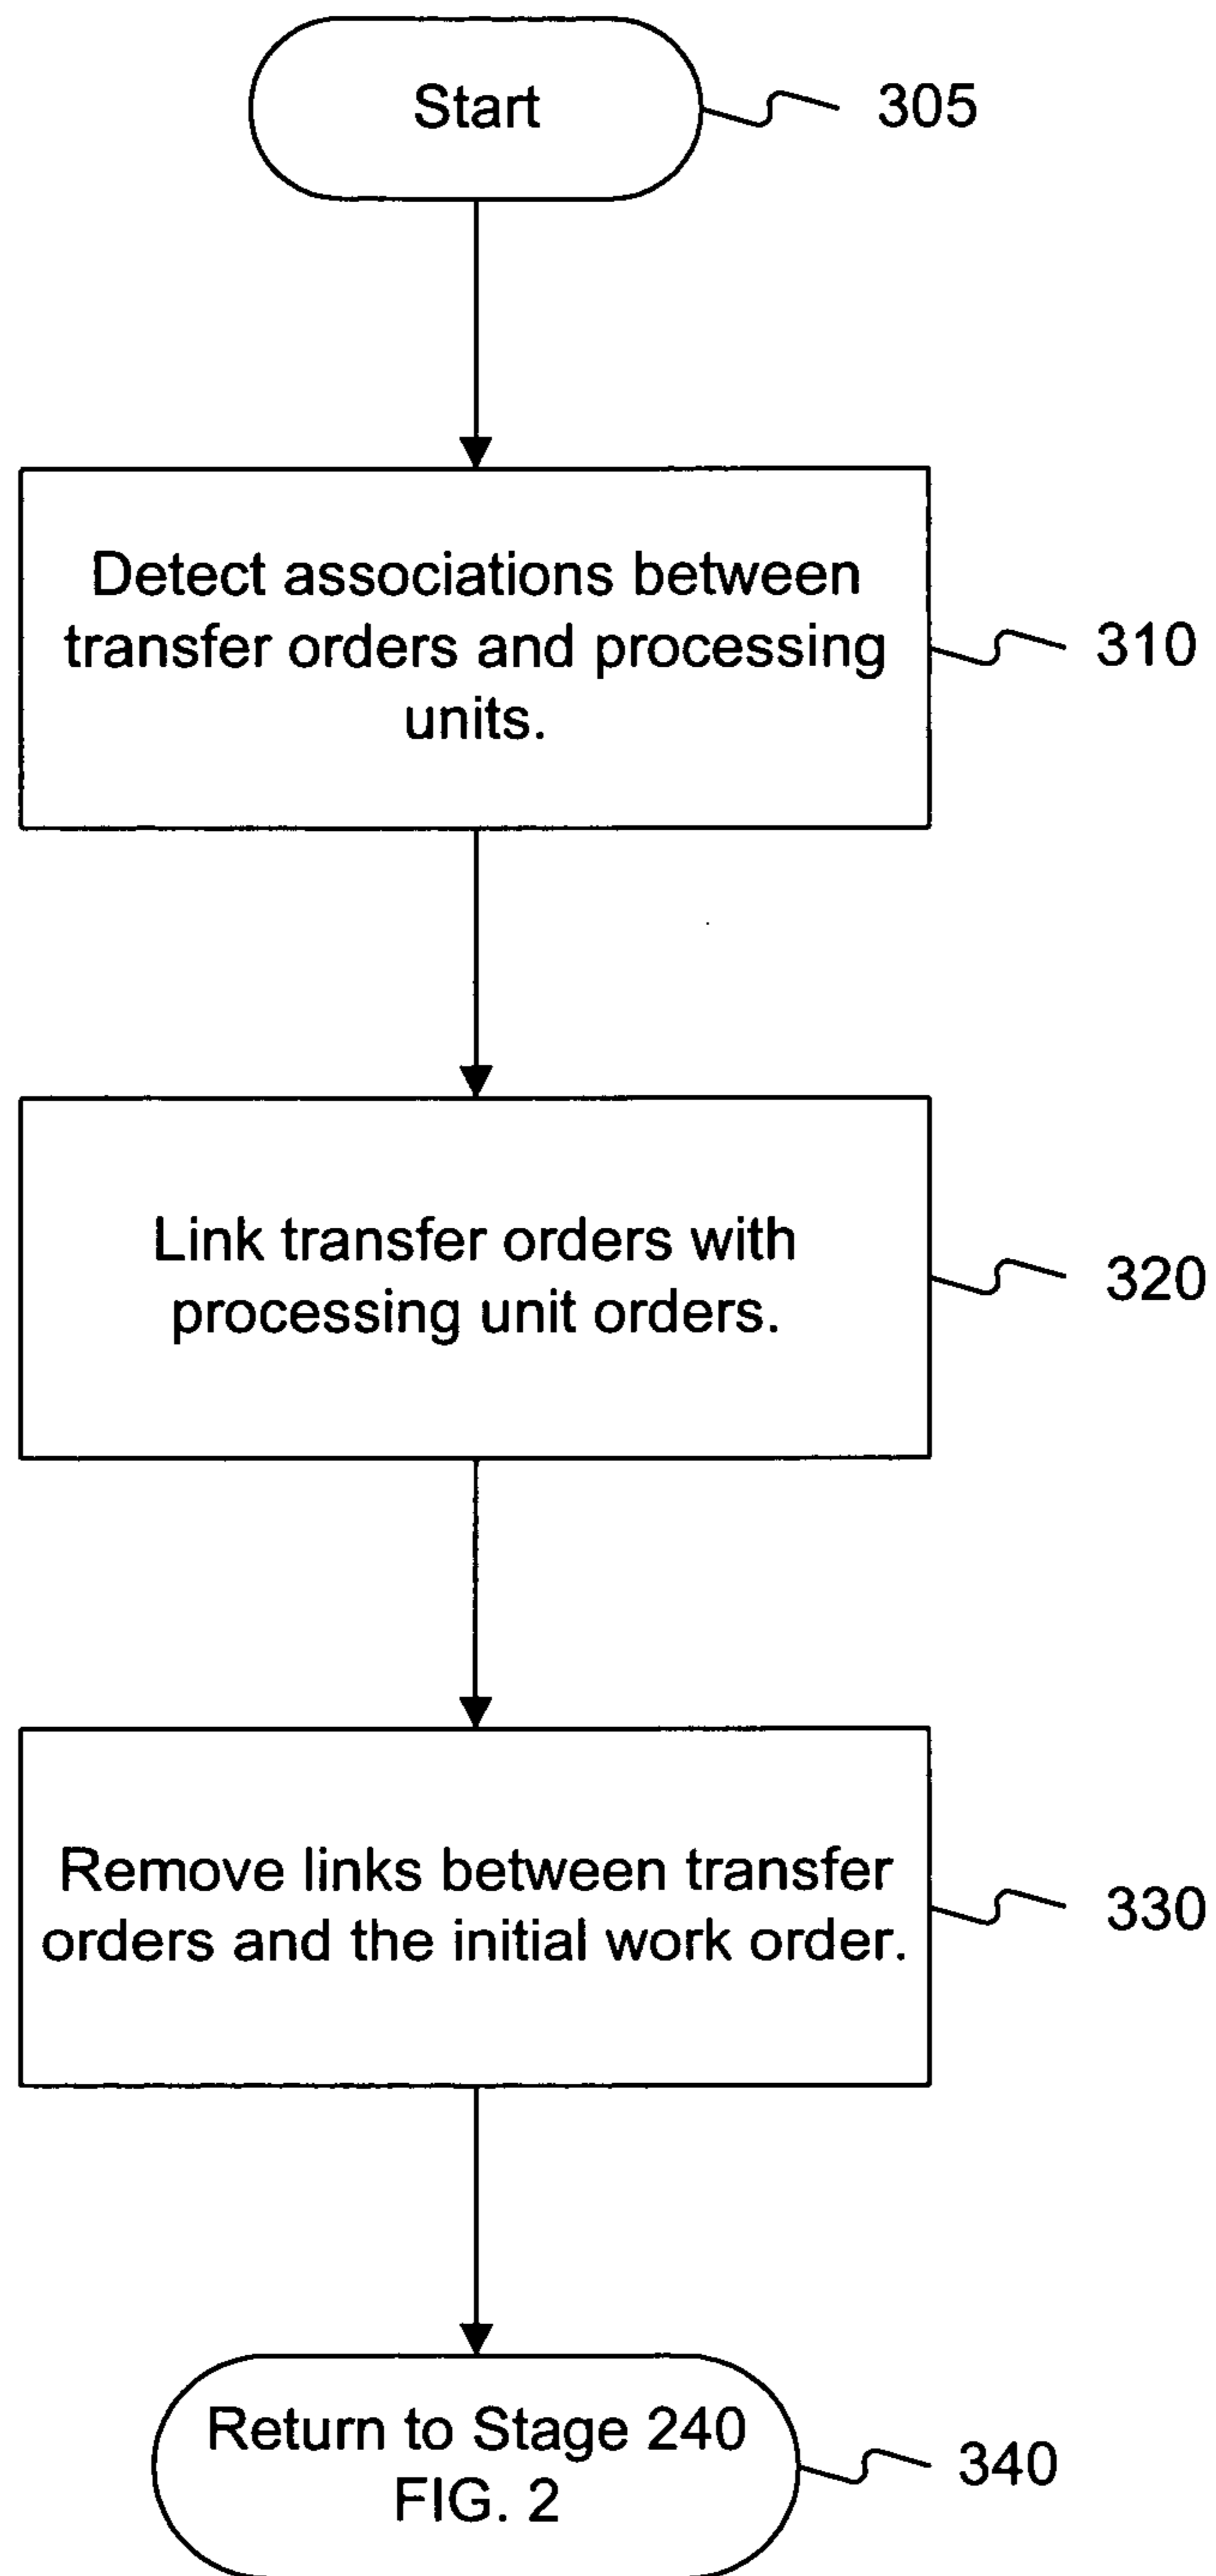 Start
305
Detect associations between
transfer orders and processing
units.
310
Link transfer orders with
processing unit orders.
320
Remove links between transfer
orders and the initial work order.
330
Return to Stage 240
FIG. 2
340